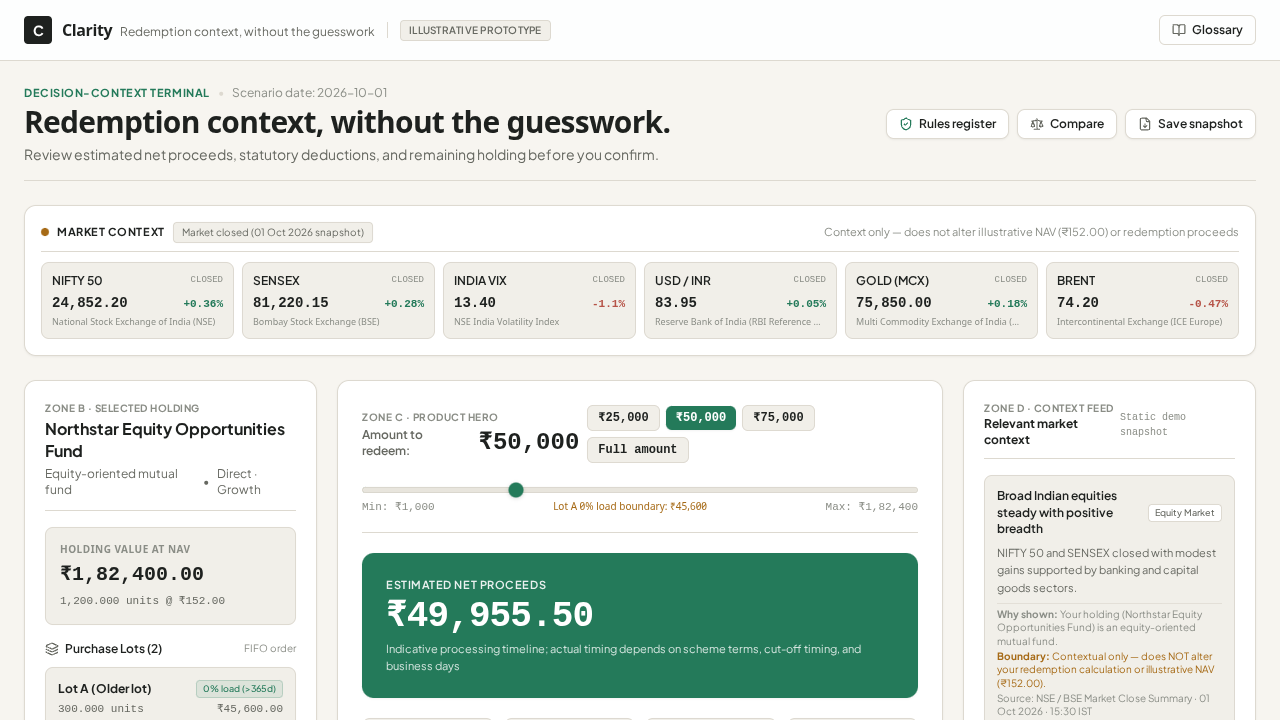 C Clarity Redemption context, without the guesswork ILLUSTRATIVE PROTOTYPE Glossary
DECISION-CONTEXT TERMINAL • Scenario date: 2026-10-01
Redemption context, without the guesswork.
Rules register Compare Save snapshot
Review estimated net proceeds, statutory deductions, and remaining holding before you confirm.
MARKET CONTEXT Market closed (01 Oct 2026 snapshot) Context only — does not alter illustrative NAV (₹152.00) or redemption proceeds
NIFTY 50 CLOSED
24,852.20 +0.36%
National Stock Exchange of India (NSE)
SENSEX CLOSED
81,220.15 +0.28%
Bombay Stock Exchange (BSE)
INDIA VIX CLOSED
13.40 -1.1%
NSE India Volatility Index
USD / INR CLOSED
83.95 +0.05%
Reserve Bank of India (RBI Reference ...
GOLD (MCX) CLOSED
75,850.00 +0.18%
Multi Commodity Exchange of India (...
BRENT CLOSED
74.20 -0.47%
Intercontinental Exchange (ICE Europe)
ZONE B · SELECTED HOLDING
Northstar Equity Opportunities
Fund
Equity-oriented mutual
fund
• Direct ·
Growth
HOLDING VALUE AT NAV
₹1,82,400.00
1,200.000 units @ ₹152.00
Purchase Lots (2) FIFO order
Lot A (Older lot) 0% load (>365d)
300.000 units ₹45,600.00
ZONE C · PRODUCT HERO
Amount to
redeem:
₹50,000
₹25,000 ₹50,000 ₹75,000
Full amount
Min: ₹1,000 Lot A 0% load boundary: ₹45,600 Max: ₹1,82,400
ESTIMATED NET PROCEEDS
₹49,955.50
Indicative processing timeline; actual timing depends on scheme terms, cut-off timing, and
business days
ZONE D · CONTEXT FEED
Relevant market
context
Static demo
snapshot
Broad Indian equities
steady with positive
breadth
Equity Market
NIFTY 50 and SENSEX closed with modest
gains supported by banking and capital
goods sectors.
Why shown: Your holding (Northstar Equity
Opportunities Fund) is an equity-oriented
mutual fund.
Boundary: Contextual only — does NOT alter
your redemption calculation or illustrative NAV
(₹152.00).
Source: NSE / BSE Market Close Summary · 01
Oct 2026 · 15:30 IST